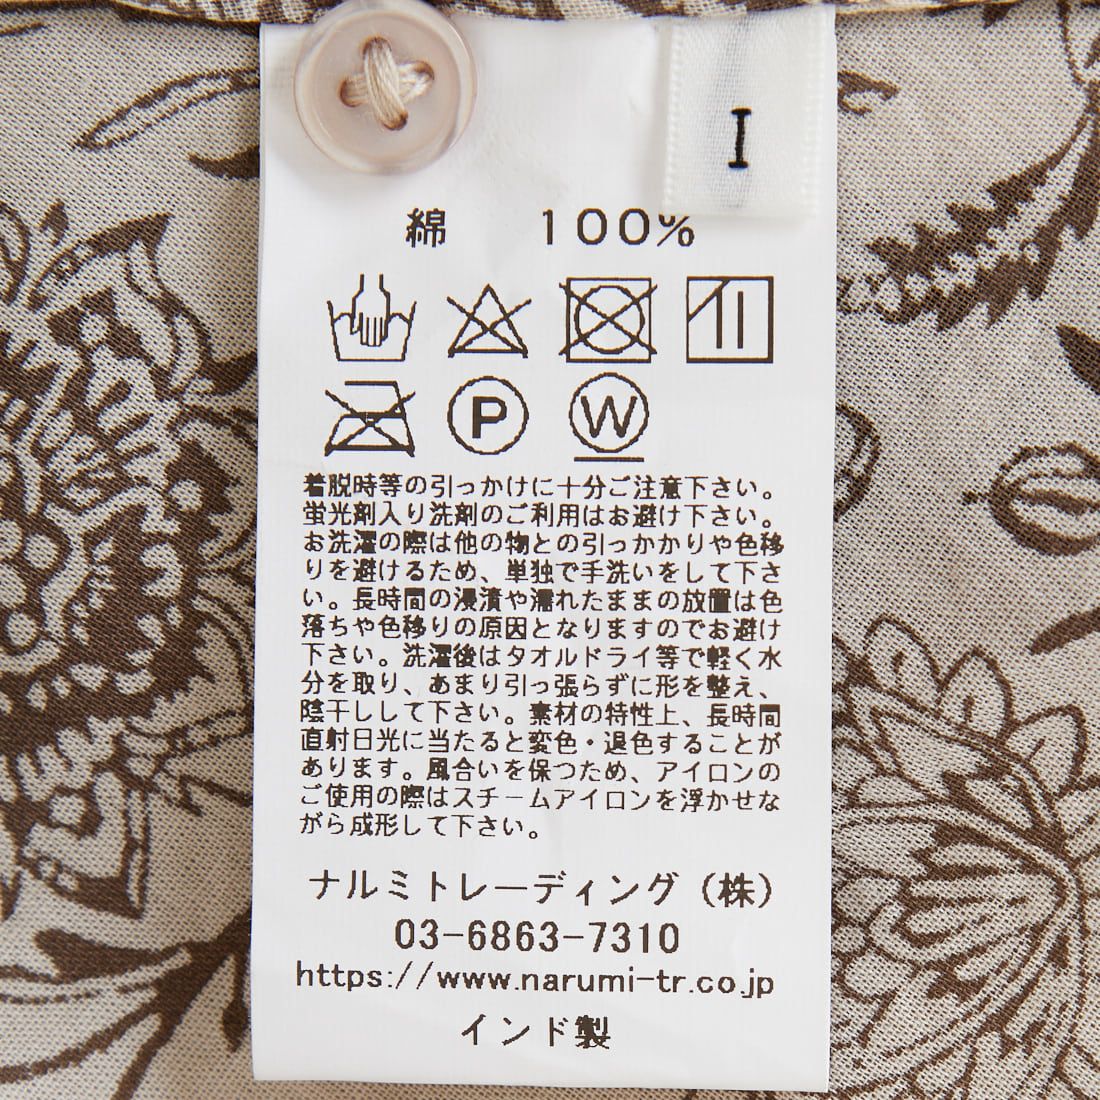 I
綿 100%
P
W
着脱時等の引っかけに十分ご注意下さい。
蛍光剤入り洗剤のご利用はお避け下さい。
お洗濯の際は他の物との引っかかりや色移
りを避けるため、単独で手洗いをして下さ
い。長時間の浸漬や濡れたままの放置は色
落ちや色移りの原因となりますのでお避け
下さい。洗濯後はタオルドライ等で軽く水
分を取り、あまり引っ張らずに形を整え、
陰干しして下さい。素材の特性上、長時間
直射日光に当たると変色・退色することが
あります。風合いを保つため、アイロンの
ご使用の際はスチームアイロンを浮かせな
がら成形して下さい。
ナルミトレーディング（株）
03-6863-7310
https://www.narumi-tr.co.jp
インド製